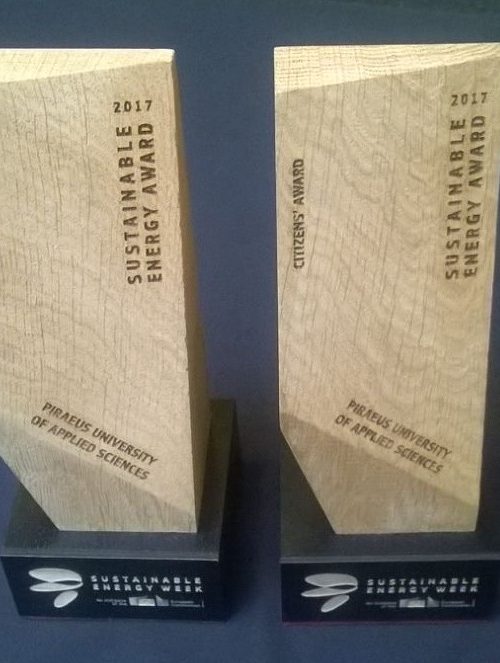 2017
SUSTAINABLE
ENERGY AWARD
PIRAEUS UNIVERSITY
OF APPLIED SCIENCES
SUSTAINABLE
ENERGY WEEK
2017
SUSTAINABLE
ENERGY AWARD
CITIZENS' AWARD
PIRAEUS UNIVERSITY
OF APPLIED SCIENCES
SUSTAINABLE
ENERGY WEEK